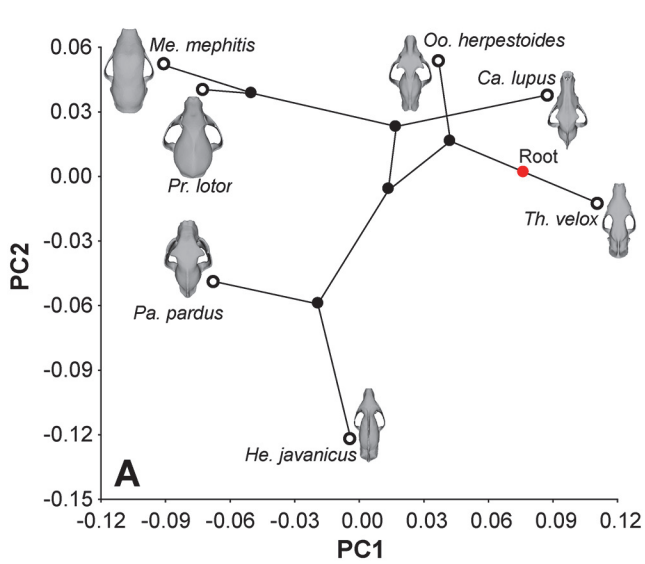 0.06
0.03
0.00
-0.03
-0.06
-0.09
-0.12
-0.15
PC2
Me. mephitis
Oo. herpestoides
Ca. lupus
Pr. lotor
Root
Th. velox
Pa. pardus
He. javanicus
A
-0.12 -0.09 -0.06 -0.03 0.00 0.03 0.06 0.09 0.12
PC1